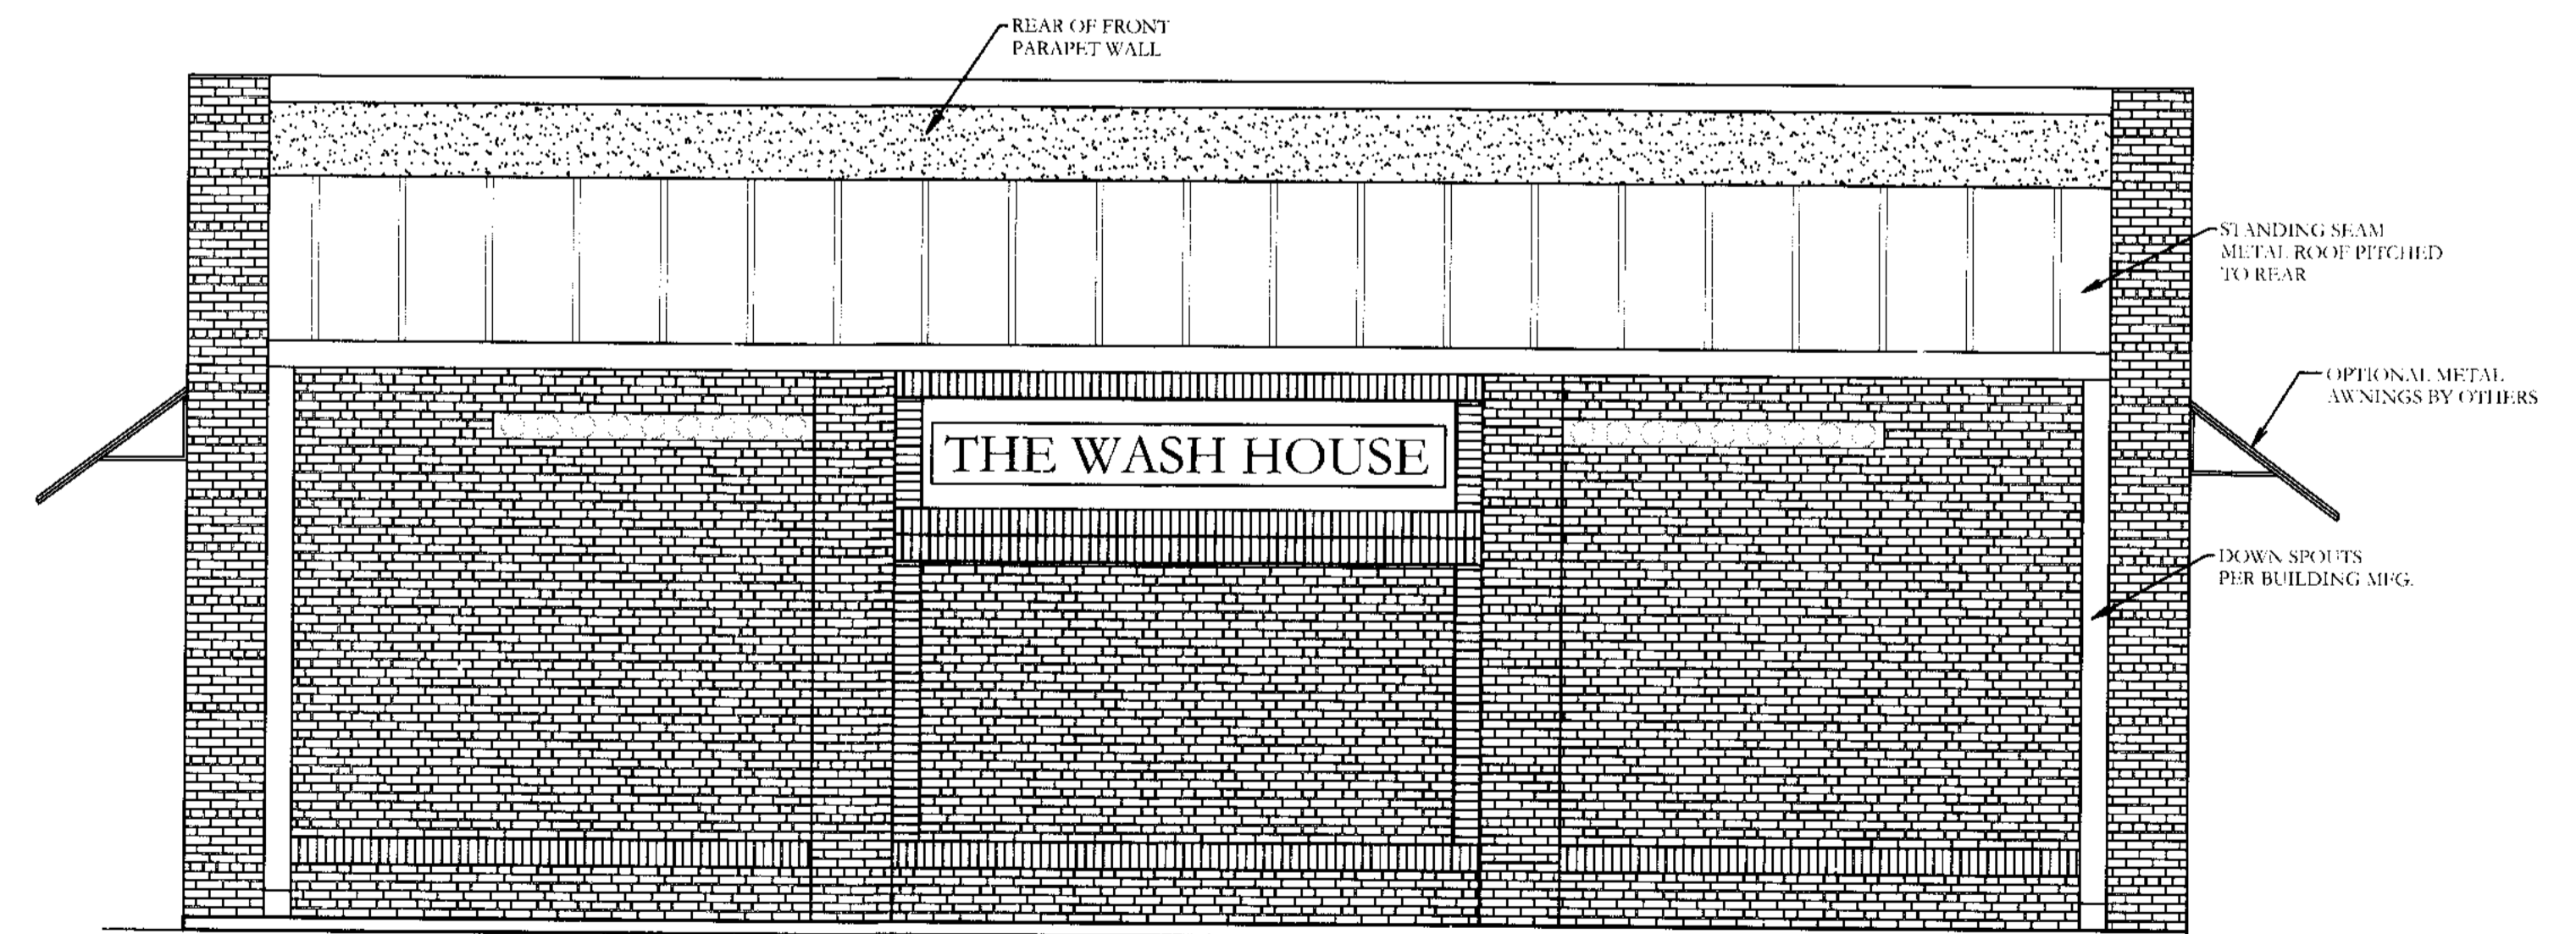 REAR OF FRONT
PARAPET WALL
STANDING SEAM
METAL ROOF PITCHED
TO REAR
OPTIONAL METAL
AWNINGS BY OTHERS
THE WASH HOUSE
DOWN SPOUTS
PER BUILDING MFG.